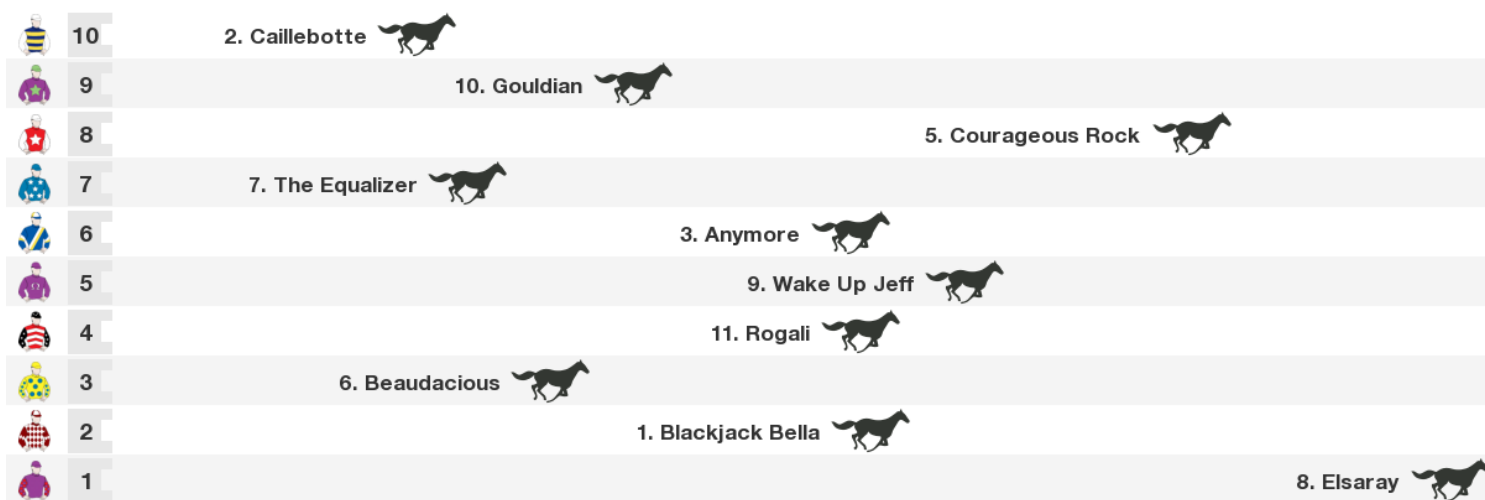 10 2. Caillebotte
9 10. Gouldian
8 5. Courageous Rock
7 7. The Equalizer
6 3. Anymore
5 9. Wake Up Jeff
4 11. Rogali
3 6. Beaudacious
2 1. Blackjack Bella
1 8. Elsaray